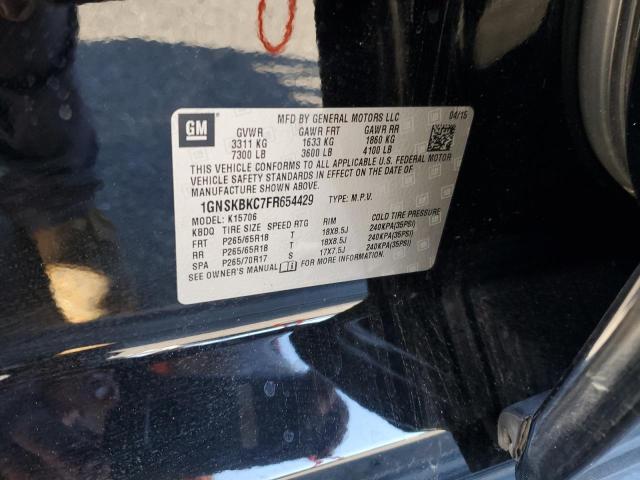 GM
MFD BY GENERAL MOTORS LLC 04/15
GVWR GAWR FRT GAWR RR
3311 KG 1633 KG 1860 KG
7300 LB 3600 LB 4100 LB
THIS VEHICLE CONFORMS TO ALL APPLICABLE U.S. FEDERAL MOTOR
VEHICLE SAFETY STANDARDS IN EFFECT ON THE DATE OF
MANUFACTURE SHOWN ABOVE.
1GNSKBKC7FR654429 TYPE: M.P.V.
MODEL: K15706
KBDQ TIRE SIZE SPEED RTG RIM COLD TIRE PRESSURE
FRT P265/65R18 T 18X8.5J 240KPA(35PSI)
RR P265/65R18 T 18X8.5J 240KPA(35PSI)
SPA P265/70R17 S 17X7.5J 240KPA(35PSI)
SEE OWNER'S MANUAL FOR MORE INFORMATION.